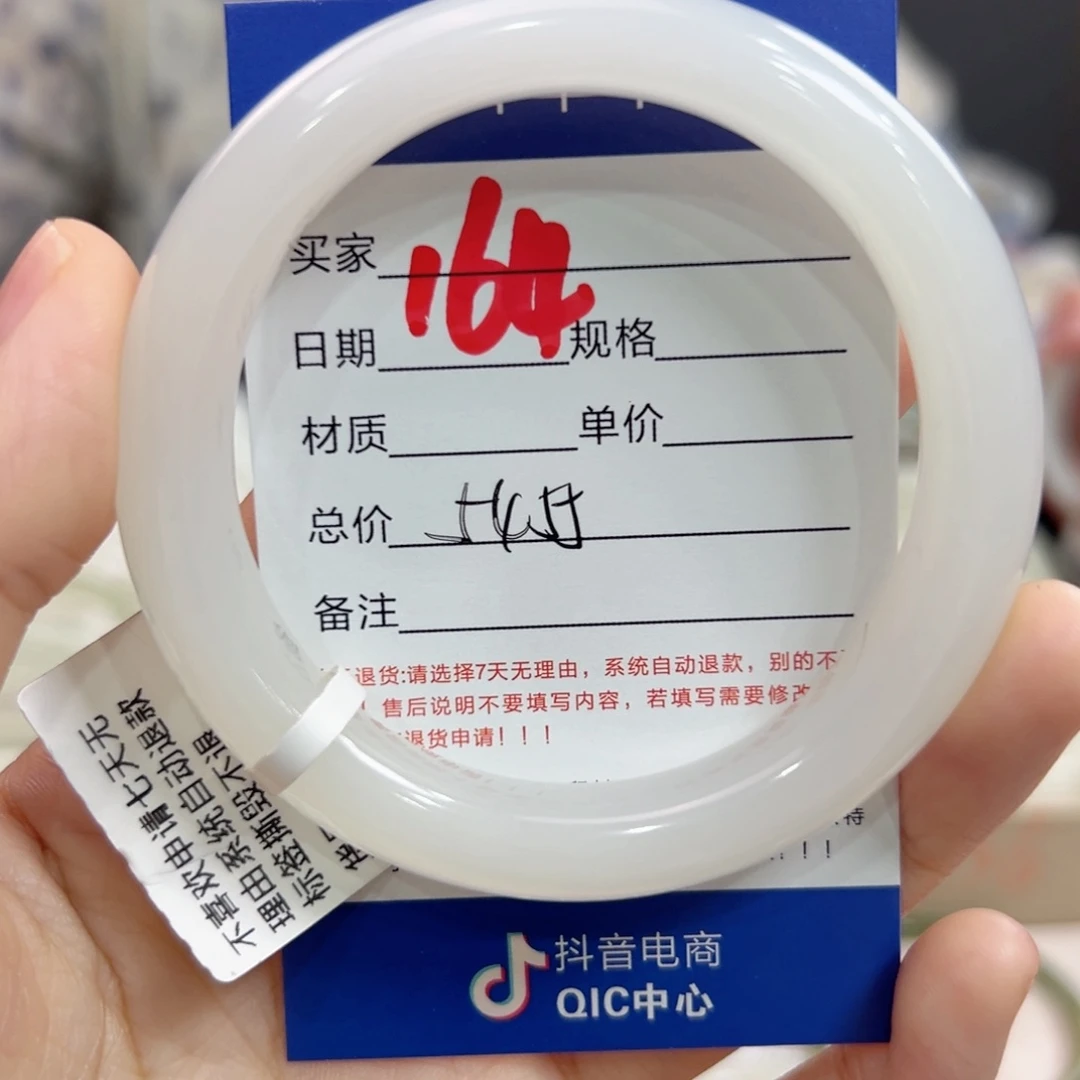 164
买家
日期 规格
材质 单价
总价
备注
退货:请选择7天无理由，系统自动退款，别的不
！售后说明不要填写内容，若填写需要修改
退货申请！！！
特
！！！
不喜欢申请七天无
理由系统自动退款
标签撕毁不退
抖音电商
QIC中心